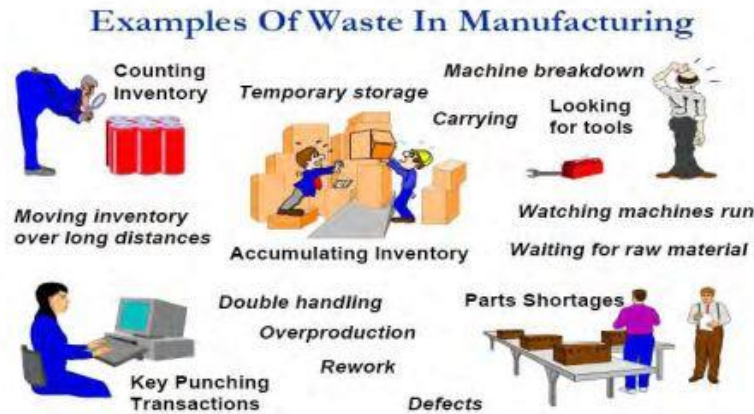 Examples Of Waste In Manufacturing
Counting
Inventory
Temporary storage
Machine breakdown
Carrying
Looking
for tools
Moving inventory
over long distances
Accumulating Inventory
Watching machines run
Waiting for raw material
Double handling
Overproduction
Rework
Parts Shortages
Key Punching
Transactions
Defects